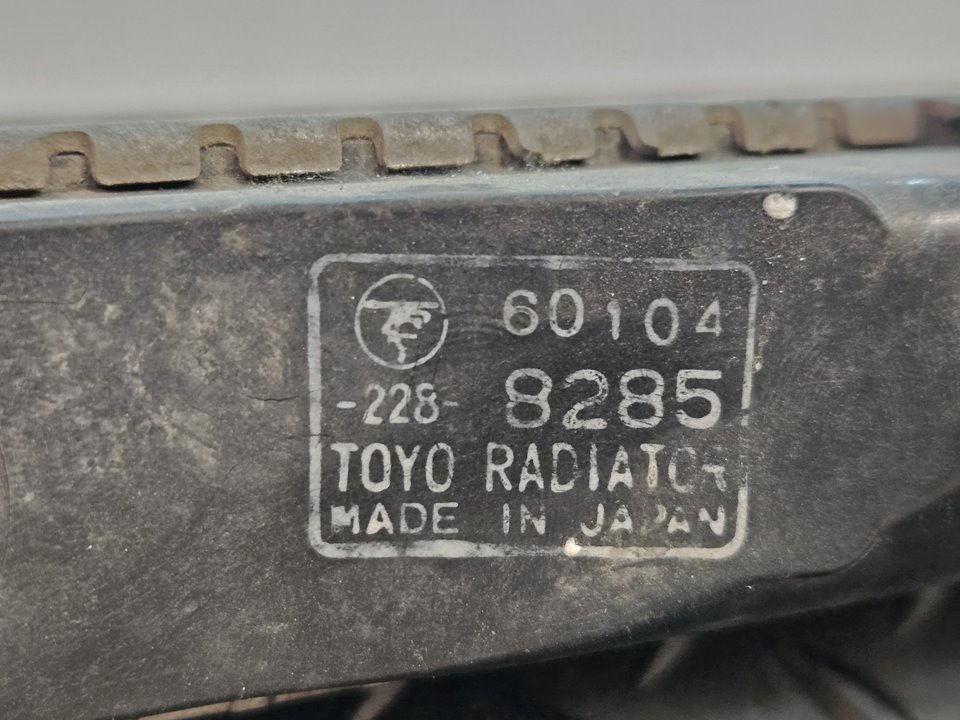 60104
-228- 8285
TOYO RADIATOR
MADE IN JAPAN